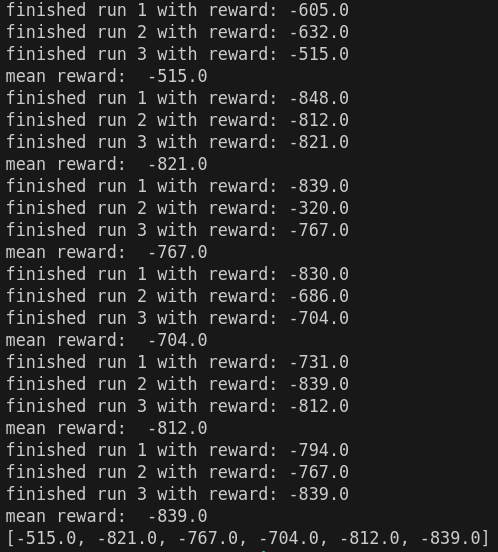 finished run 1 with reward: -605.0
finished run 2 with reward: -632.0
finished run 3 with reward: -515.0
mean reward:  -515.0
finished run 1 with reward: -848.0
finished run 2 with reward: -812.0
finished run 3 with reward: -821.0
mean reward:  -821.0
finished run 1 with reward: -839.0
finished run 2 with reward: -320.0
finished run 3 with reward: -767.0
mean reward:  -767.0
finished run 1 with reward: -830.0
finished run 2 with reward: -686.0
finished run 3 with reward: -704.0
mean reward:  -704.0
finished run 1 with reward: -731.0
finished run 2 with reward: -839.0
finished run 3 with reward: -812.0
mean reward:  -812.0
finished run 1 with reward: -794.0
finished run 2 with reward: -767.0
finished run 3 with reward: -839.0
mean reward:  -839.0
[-515.0, -821.0, -767.0, -704.0, -812.0, -839.0]